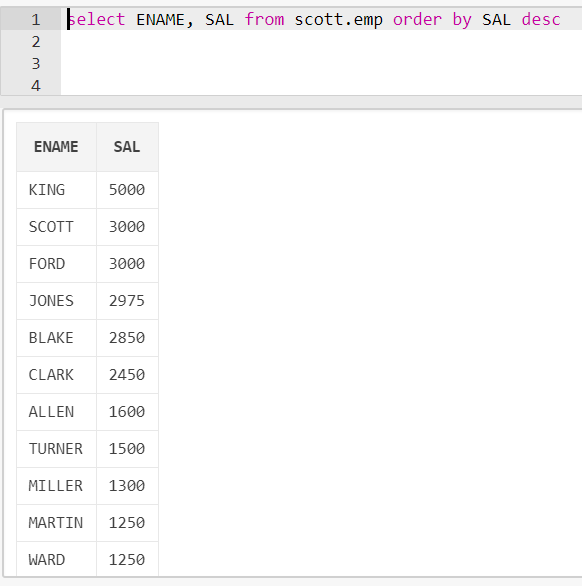 1 select ENAME, SAL from scott.emp order by SAL desc
2
3
4
ENAME SAL
KING 5000
SCOTT 3000
FORD 3000
JONES 2975
BLAKE 2850
CLARK 2450
ALLEN 1600
TURNER 1500
MILLER 1300
MARTIN 1250
WARD 1250